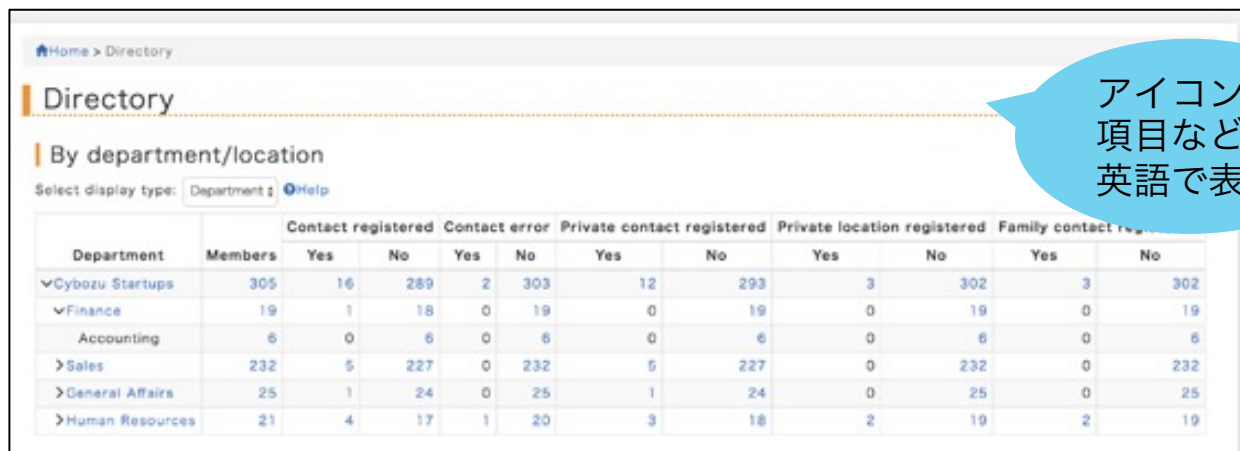 Home > Directory
Directory
By department/location
Select display type: Department Help
Contact registered Contact error Private contact registered Private location registered Family contact
Department Members Yes No Yes No Yes No Yes No Yes No
Cybozu Startups 305 16 289 2 303 12 293 3 302 3 302
Finance 19 1 18 0 19 0 19 0 19 0 19
Accounting 6 0 6 0 6 0 6 0 6 0 6
Sales 232 5 227 0 232 5 227 0 232 0 232
General Affairs 25 1 24 0 25 1 24 0 25 0 25
Human Resources 21 4 17 1 20 3 18 2 19 2 19
アイコン
項目など
英語で表